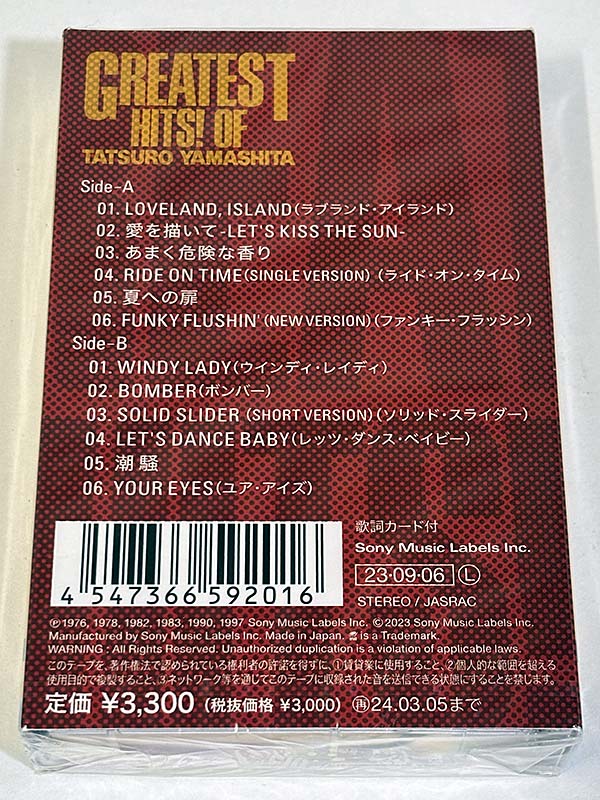 GREATEST
HITS! OF
TATSURO YAMASHITA
Side-A
01. LOVELAND, ISLAND(ラブランド・アイランド)
02. 愛を描いて-LET'S KISS THE SUN-
03. あまく危険な香り
04. RIDE ON TIME(SINGLE VERSION)(ライド・オン・タイム)
05. 夏への扉
06. FUNKY FLUSHIN'(NEW VERSION)(ファンキー・フラッシン)
Side-B
01. WINDY LADY(ウインディ・レイディ)
02. BOMBER(ボンバー)
03. SOLID SLIDER (SHORT VERSION)(ソリッド・スライダー)
04. LET'S DANCE BABY(レッツ・ダンス・ベイビー)
05. 潮 騒
06. YOUR EYES(ユア・アイズ)
4 547366 592016
歌詞カード付
Sony Music Labels Inc.
23・09・06 Ⓛ
STEREO / JASRAC
Ⓟ1976, 1978, 1982, 1983, 1990, 1997 Sony Music Labels Inc. ©2023 Sony Music Labels Inc.
Manufactured by Sony Music Labels Inc. Made in Japan. is a Trademark.
WARNING : All Rights Reserved. Unauthorized duplication is a violation of applicable laws.
このテープを、著作権法で認められている権利者の許諾を得ずに、①賃貸業に使用すること、②個人的な範囲を超える
使用目的で複製すること、③ネットワーク等を通じてこのテープに収録された音を送信できる状態にすることを禁じます。
定価 ¥3,300 (税抜価格 ¥3,000) ㊢24.03.05まで